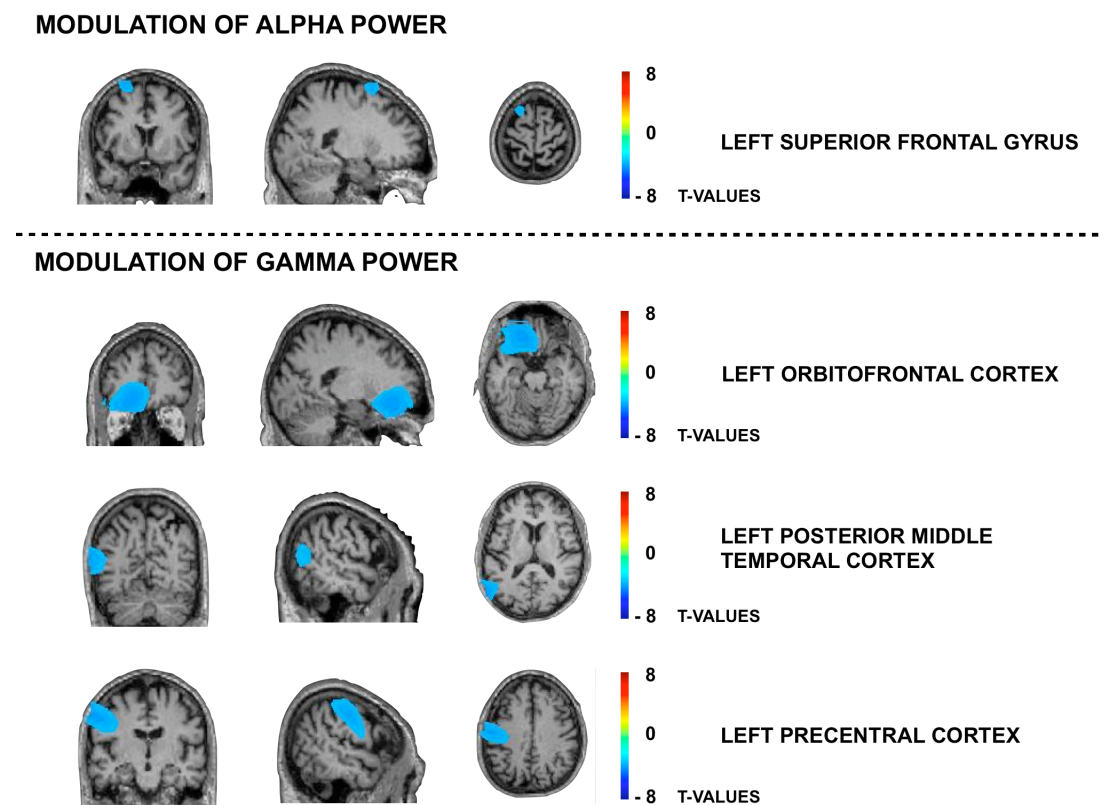 MODULATION OF ALPHA POWER
8
0
LEFT SUPERIOR FRONTAL GYRUS
- 8 T-VALUES
MODULATION OF GAMMA POWER
8
0
LEFT ORBITOFRONTAL CORTEX
- 8 T-VALUES
8
0
LEFT POSTERIOR MIDDLE
TEMPORAL CORTEX
- 8 T-VALUES
8
0
LEFT PRECENTRAL CORTEX
- 8 T-VALUES